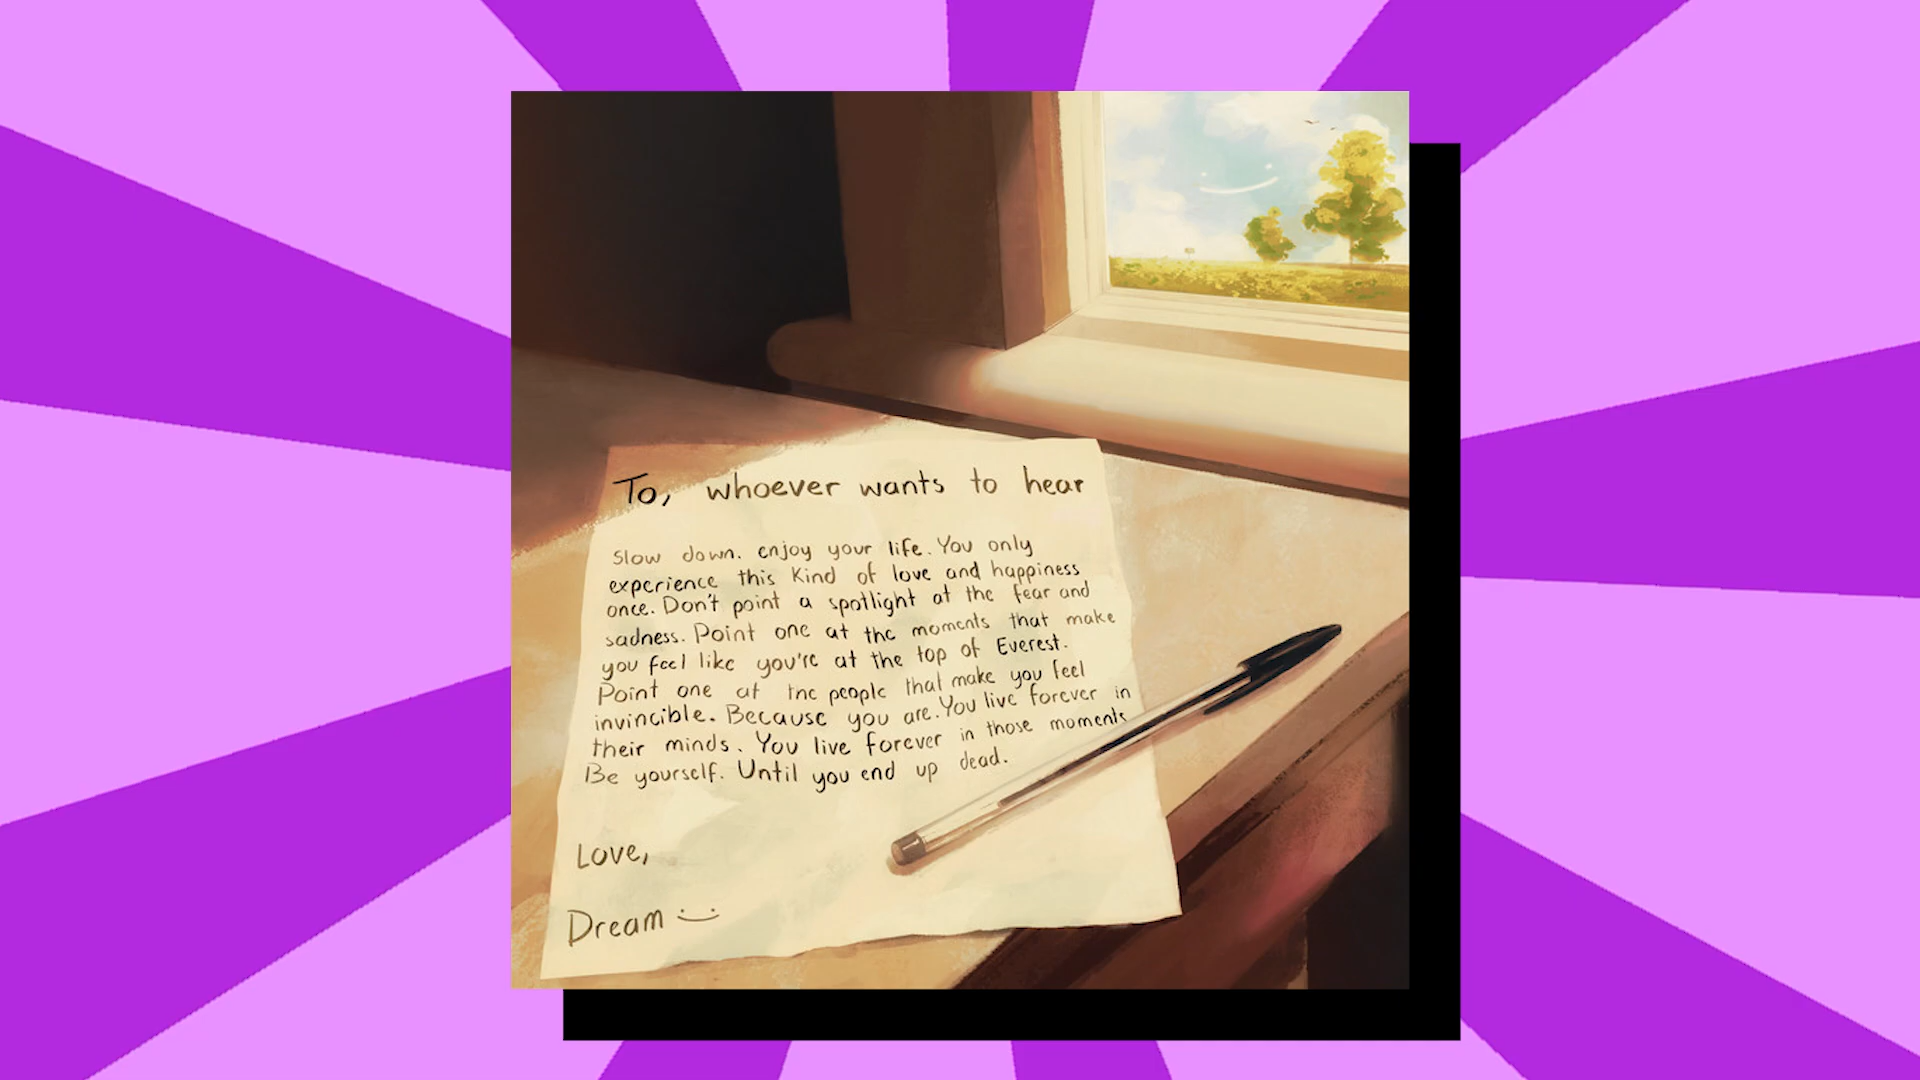 To, whoever wants to hear
Slow down. enjoy your life. You only
experience this kind of love and happiness
once. Don't point a spotlight at the fear and
sadness. Point one at the moments that make
you feel like you're at the top of Everest.
Point one at the people that make you feel
invincible. Because you are. You live forever in
their minds. You live forever in those moments
Be yourself. Until you end up dead.
Love,
Dream